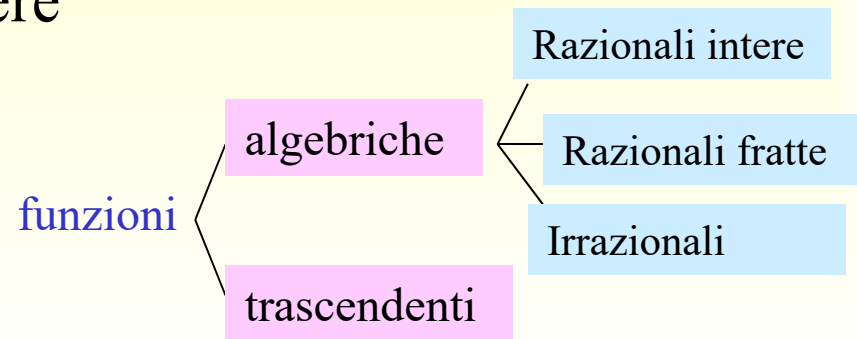 Razionali intere
algebriche
Razionali fratte
funzioni
Irrazionali
trascendenti